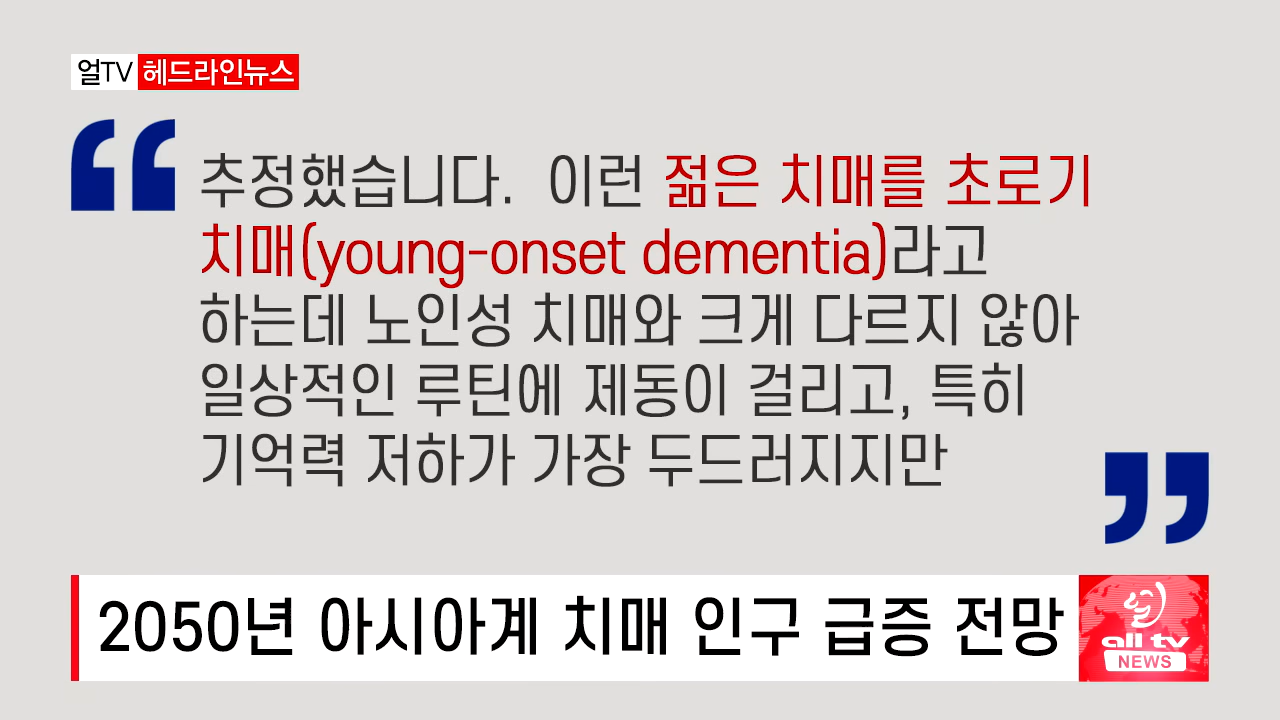 얼TV 헤드라인뉴스
추정했습니다. 이런 젊은 치매를 초로기
치매(young-onset dementia)라고
하는데 노인성 치매와 크게 다르지 않아
일상적인 루틴에 제동이 걸리고, 특히
기억력 저하가 가장 두드러지지만
2050년 아시아계 치매 인구 급증 전망
all tv
NEWS